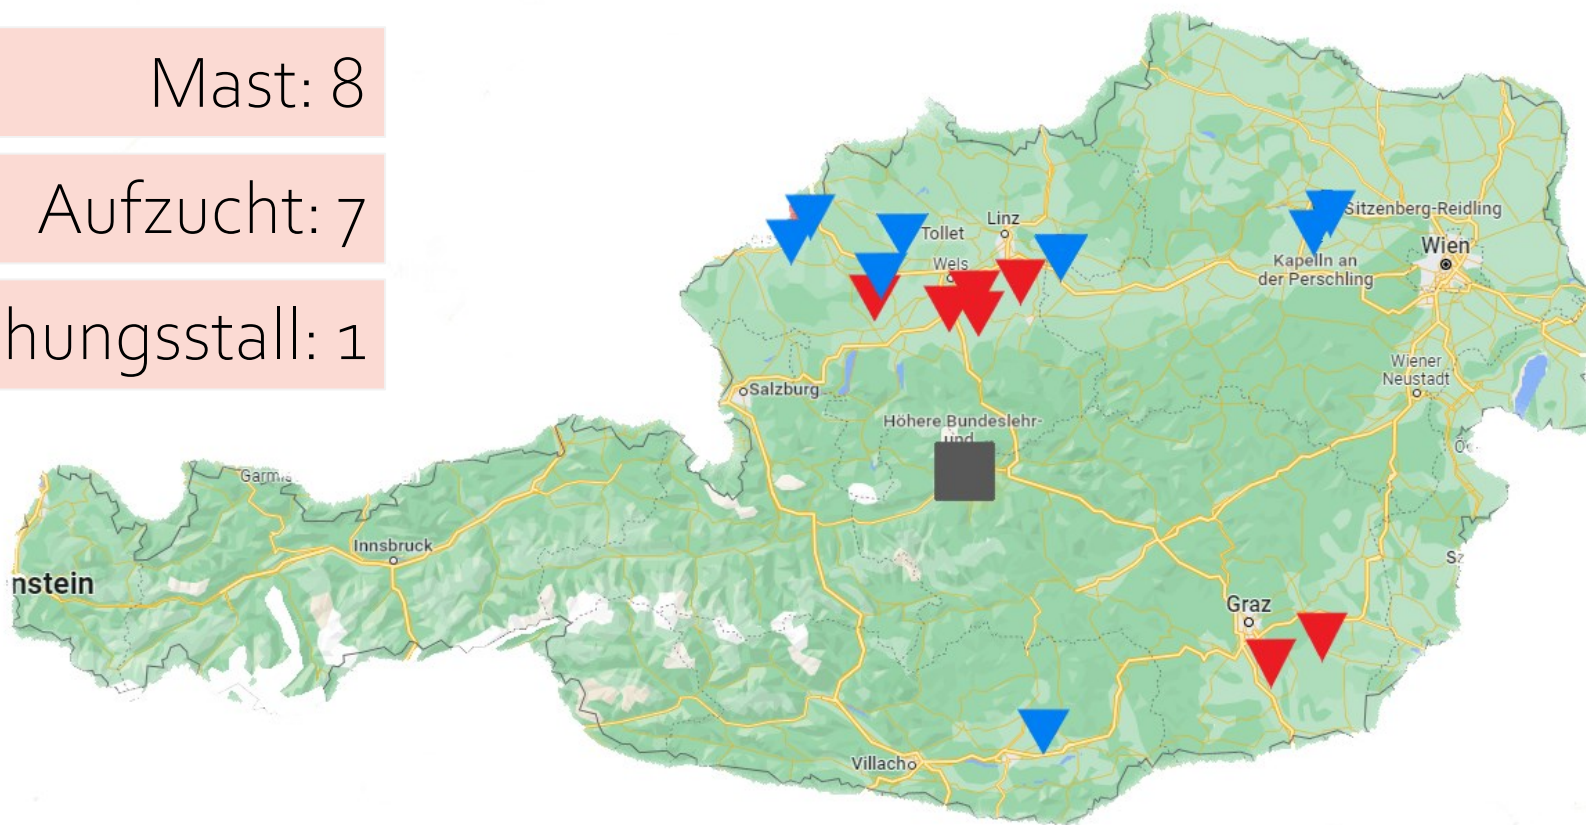 Mast: 8
Aufzucht: 7
hungsstall: 1
Linz
Tollet
Wels
Sitzenberg-Reidling
Wien
Kapelln an
der Perschling
Wiener
Neustadt
Salzburg
Höhere Bundeslehr-
und
Garmis
Innsbruck
nstein
Graz
Villach